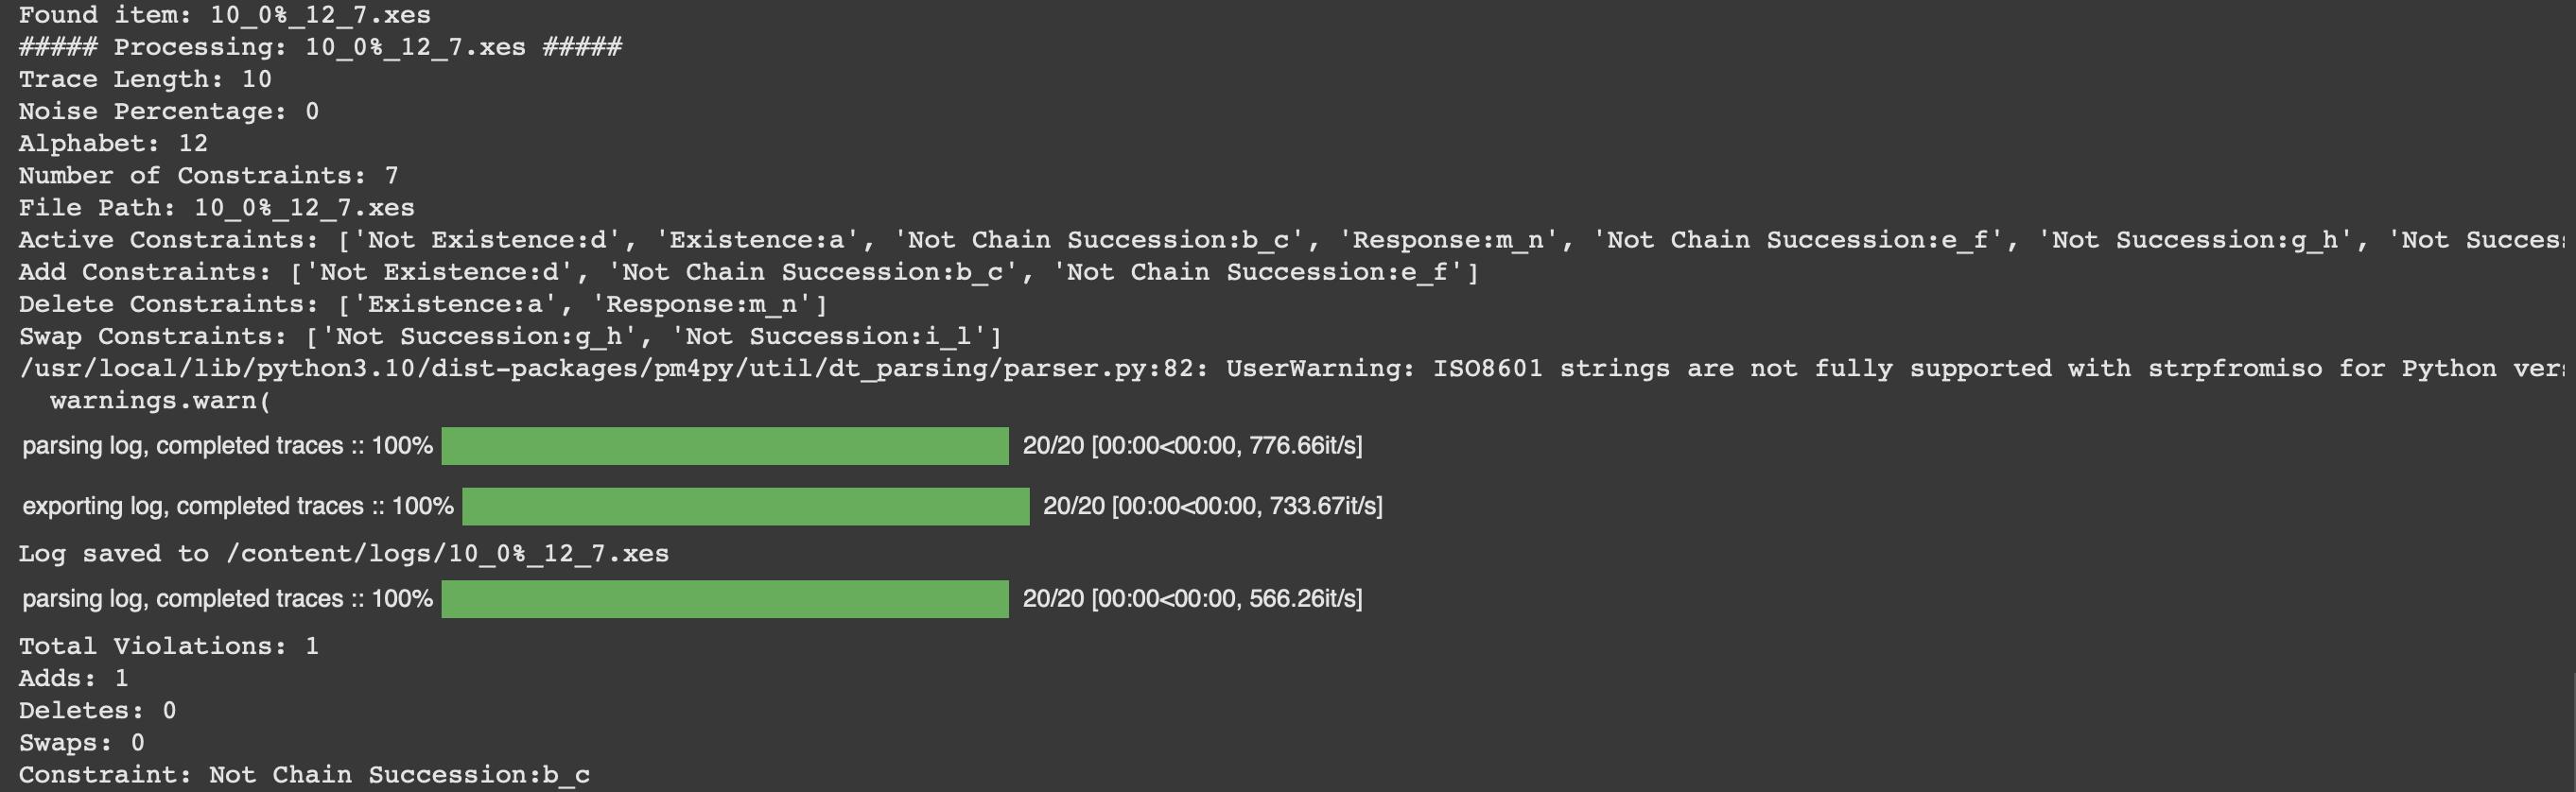 Found item: 10_0%_12_7.xes
##### Processing: 10_0%_12_7.xes #####
Trace Length: 10
Noise Percentage: 0
Alphabet: 12
Number of Constraints: 7
File Path: 10_0%_12_7.xes
Active Constraints: ['Not Existence:d', 'Existence:a', 'Not Chain Succession:b_c', 'Response:m_n', 'Not Chain Succession:e_f', 'Not Succession:g_h', 'Not
Add Constraints: ['Not Existence:d', 'Not Chain Succession:b_c', 'Not Chain Succession:e_f']
Delete Constraints: ['Existence:a', 'Response:m_n']
Swap Constraints: ['Not Succession:g_h', 'Not Succession:i_l']
/usr/local/lib/python3.10/dist-packages/pm4py/util/dt_parsing/parser.py:82: UserWarning: ISO8601 strings are not fully supported with strpfromiso for Python
warnings.warn(
parsing log, completed traces :: 100% 20/20 [00:00<00:00, 776.66it/s]
exporting log, completed traces :: 100% 20/20 [00:00<00:00, 733.67it/s]
Log saved to /content/logs/10_0%_12_7.xes
parsing log, completed traces :: 100% 20/20 [00:00<00:00, 566.26it/s]
Total Violations: 1
Adds: 1
Deletes: 0
Swaps: 0
Constraint: Not Chain Succession:b_c